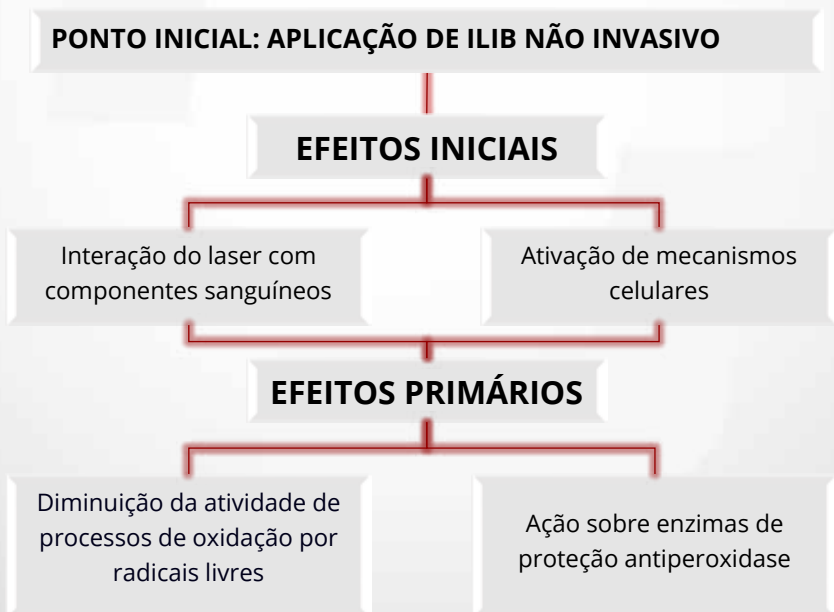 PONTO INICIAL: APLICAÇÃO DE ILIB NÃO INVASIVO
EFEITOS INICIAIS
Interação do laser com
componentes sanguíneos
Ativação de mecanismos
celulares
EFEITOS PRIMÁRIOS
Diminuição da atividade de
processos de oxidação por
radicais livres
Ação sobre enzimas de
proteção antiperoxidase